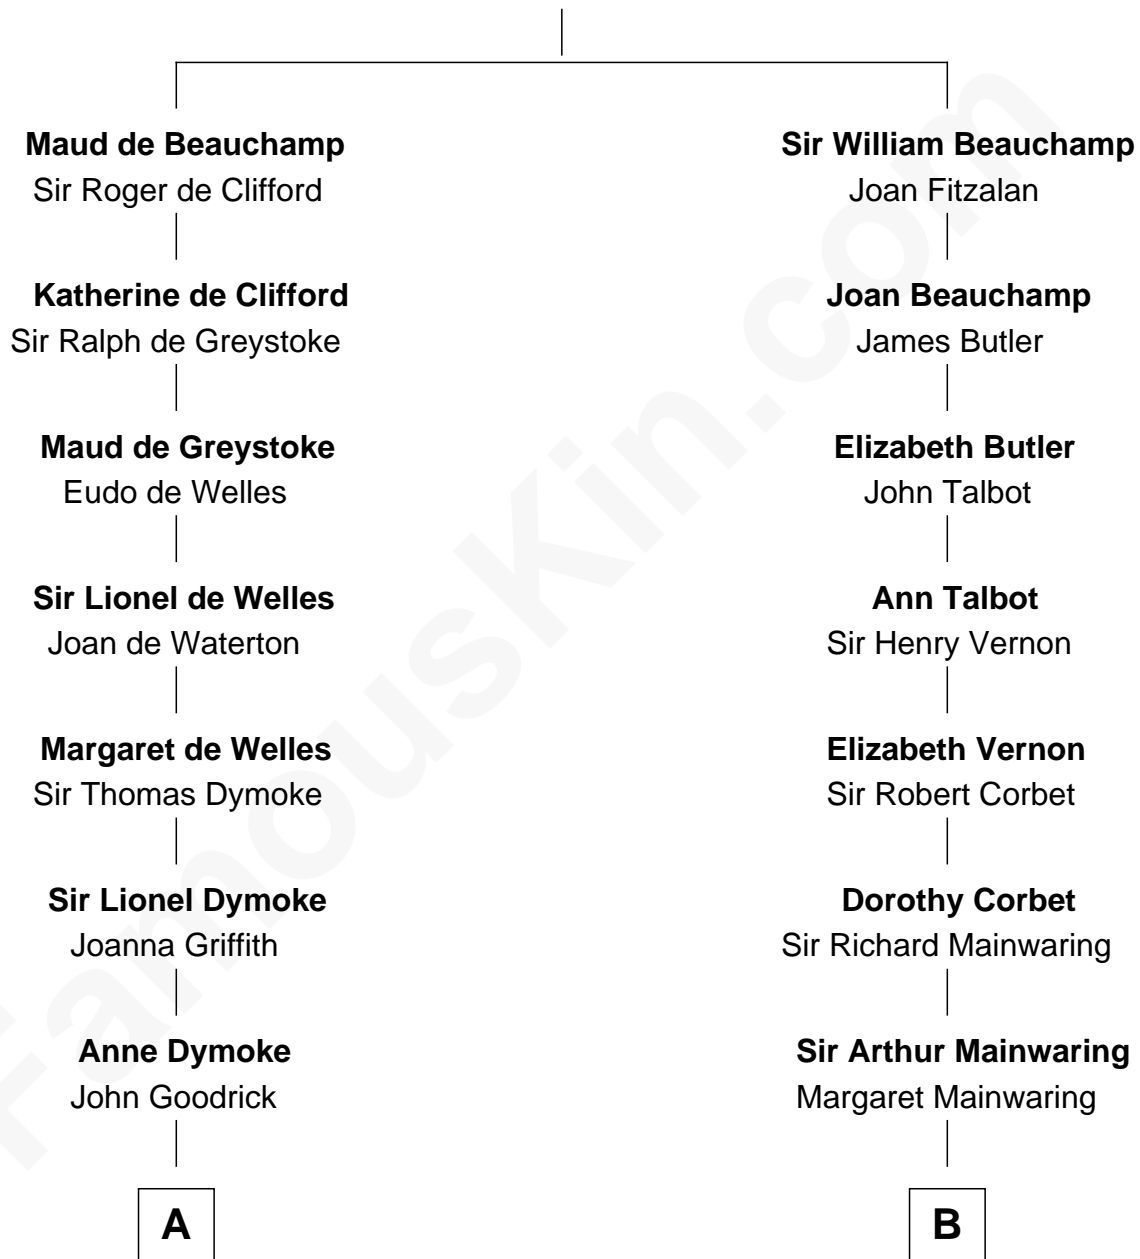 Maud de Beauchamp
Sir Roger de Clifford
Katherine de Clifford
Sir Ralph de Greystoke
Maud de Greystoke
Eudo de Welles
Sir Lionel de Welles
Joan de Waterton
Margaret de Welles
Sir Thomas Dymoke
Sir Lionel Dymoke
Joanna Griffith
Anne Dymoke
John Goodrick
A
Sir William Beauchamp
Joan Fitzalan
Joan Beauchamp
James Butler
Elizabeth Butler
John Talbot
Ann Talbot
Sir Henry Vernon
Elizabeth Vernon
Sir Robert Corbet
Dorothy Corbet
Sir Richard Mainwaring
Sir Arthur Mainwaring
Margaret Mainwaring
B
FamousKin.com